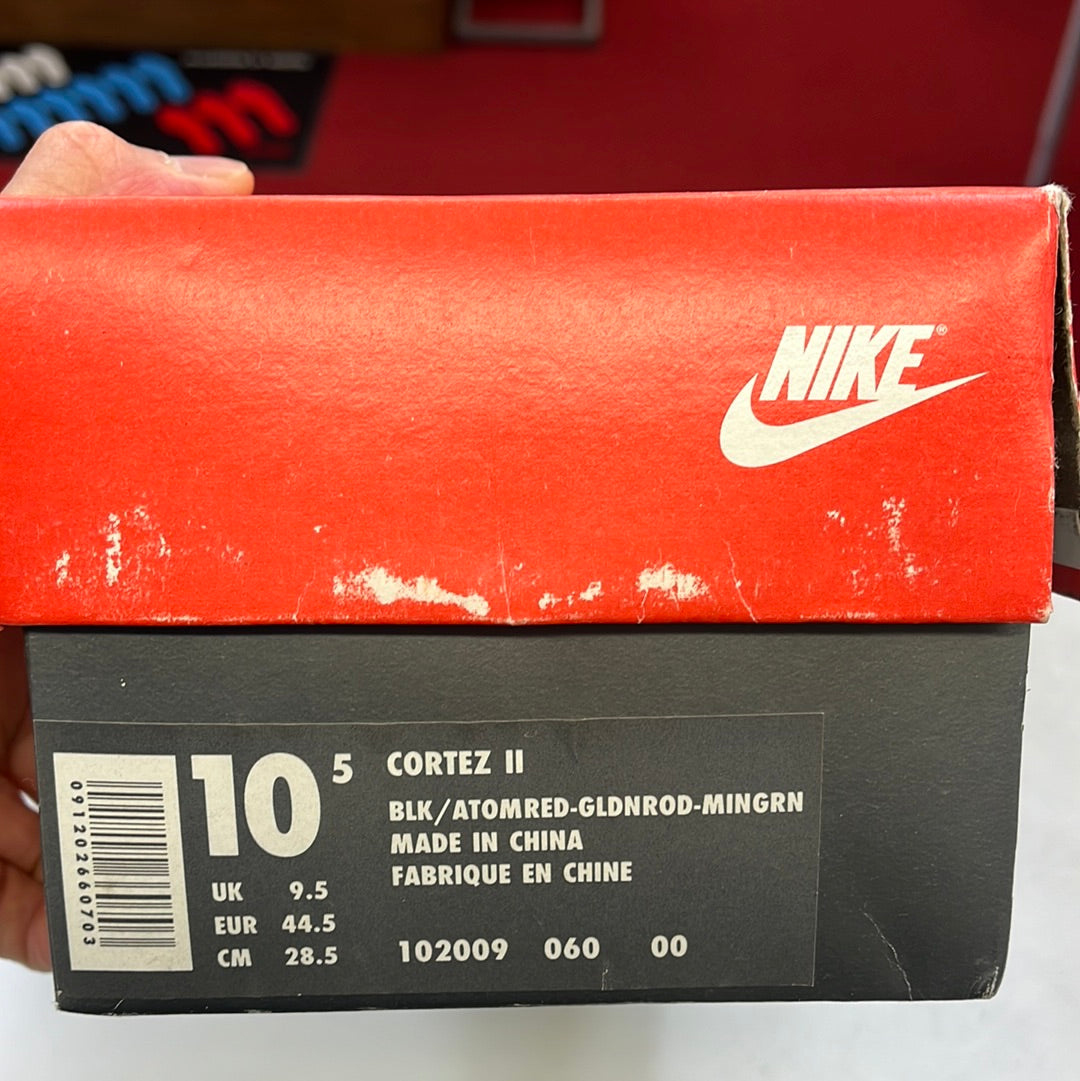 NIKE®
10 5
CORTEZ II
BLK/ATOMRED-GLDNROD-MINGRN
MADE IN CHINA
FABRIQUE EN CHINE
UK 9.5
EUR 44.5
CM 28.5
102009 060 00
091202660703